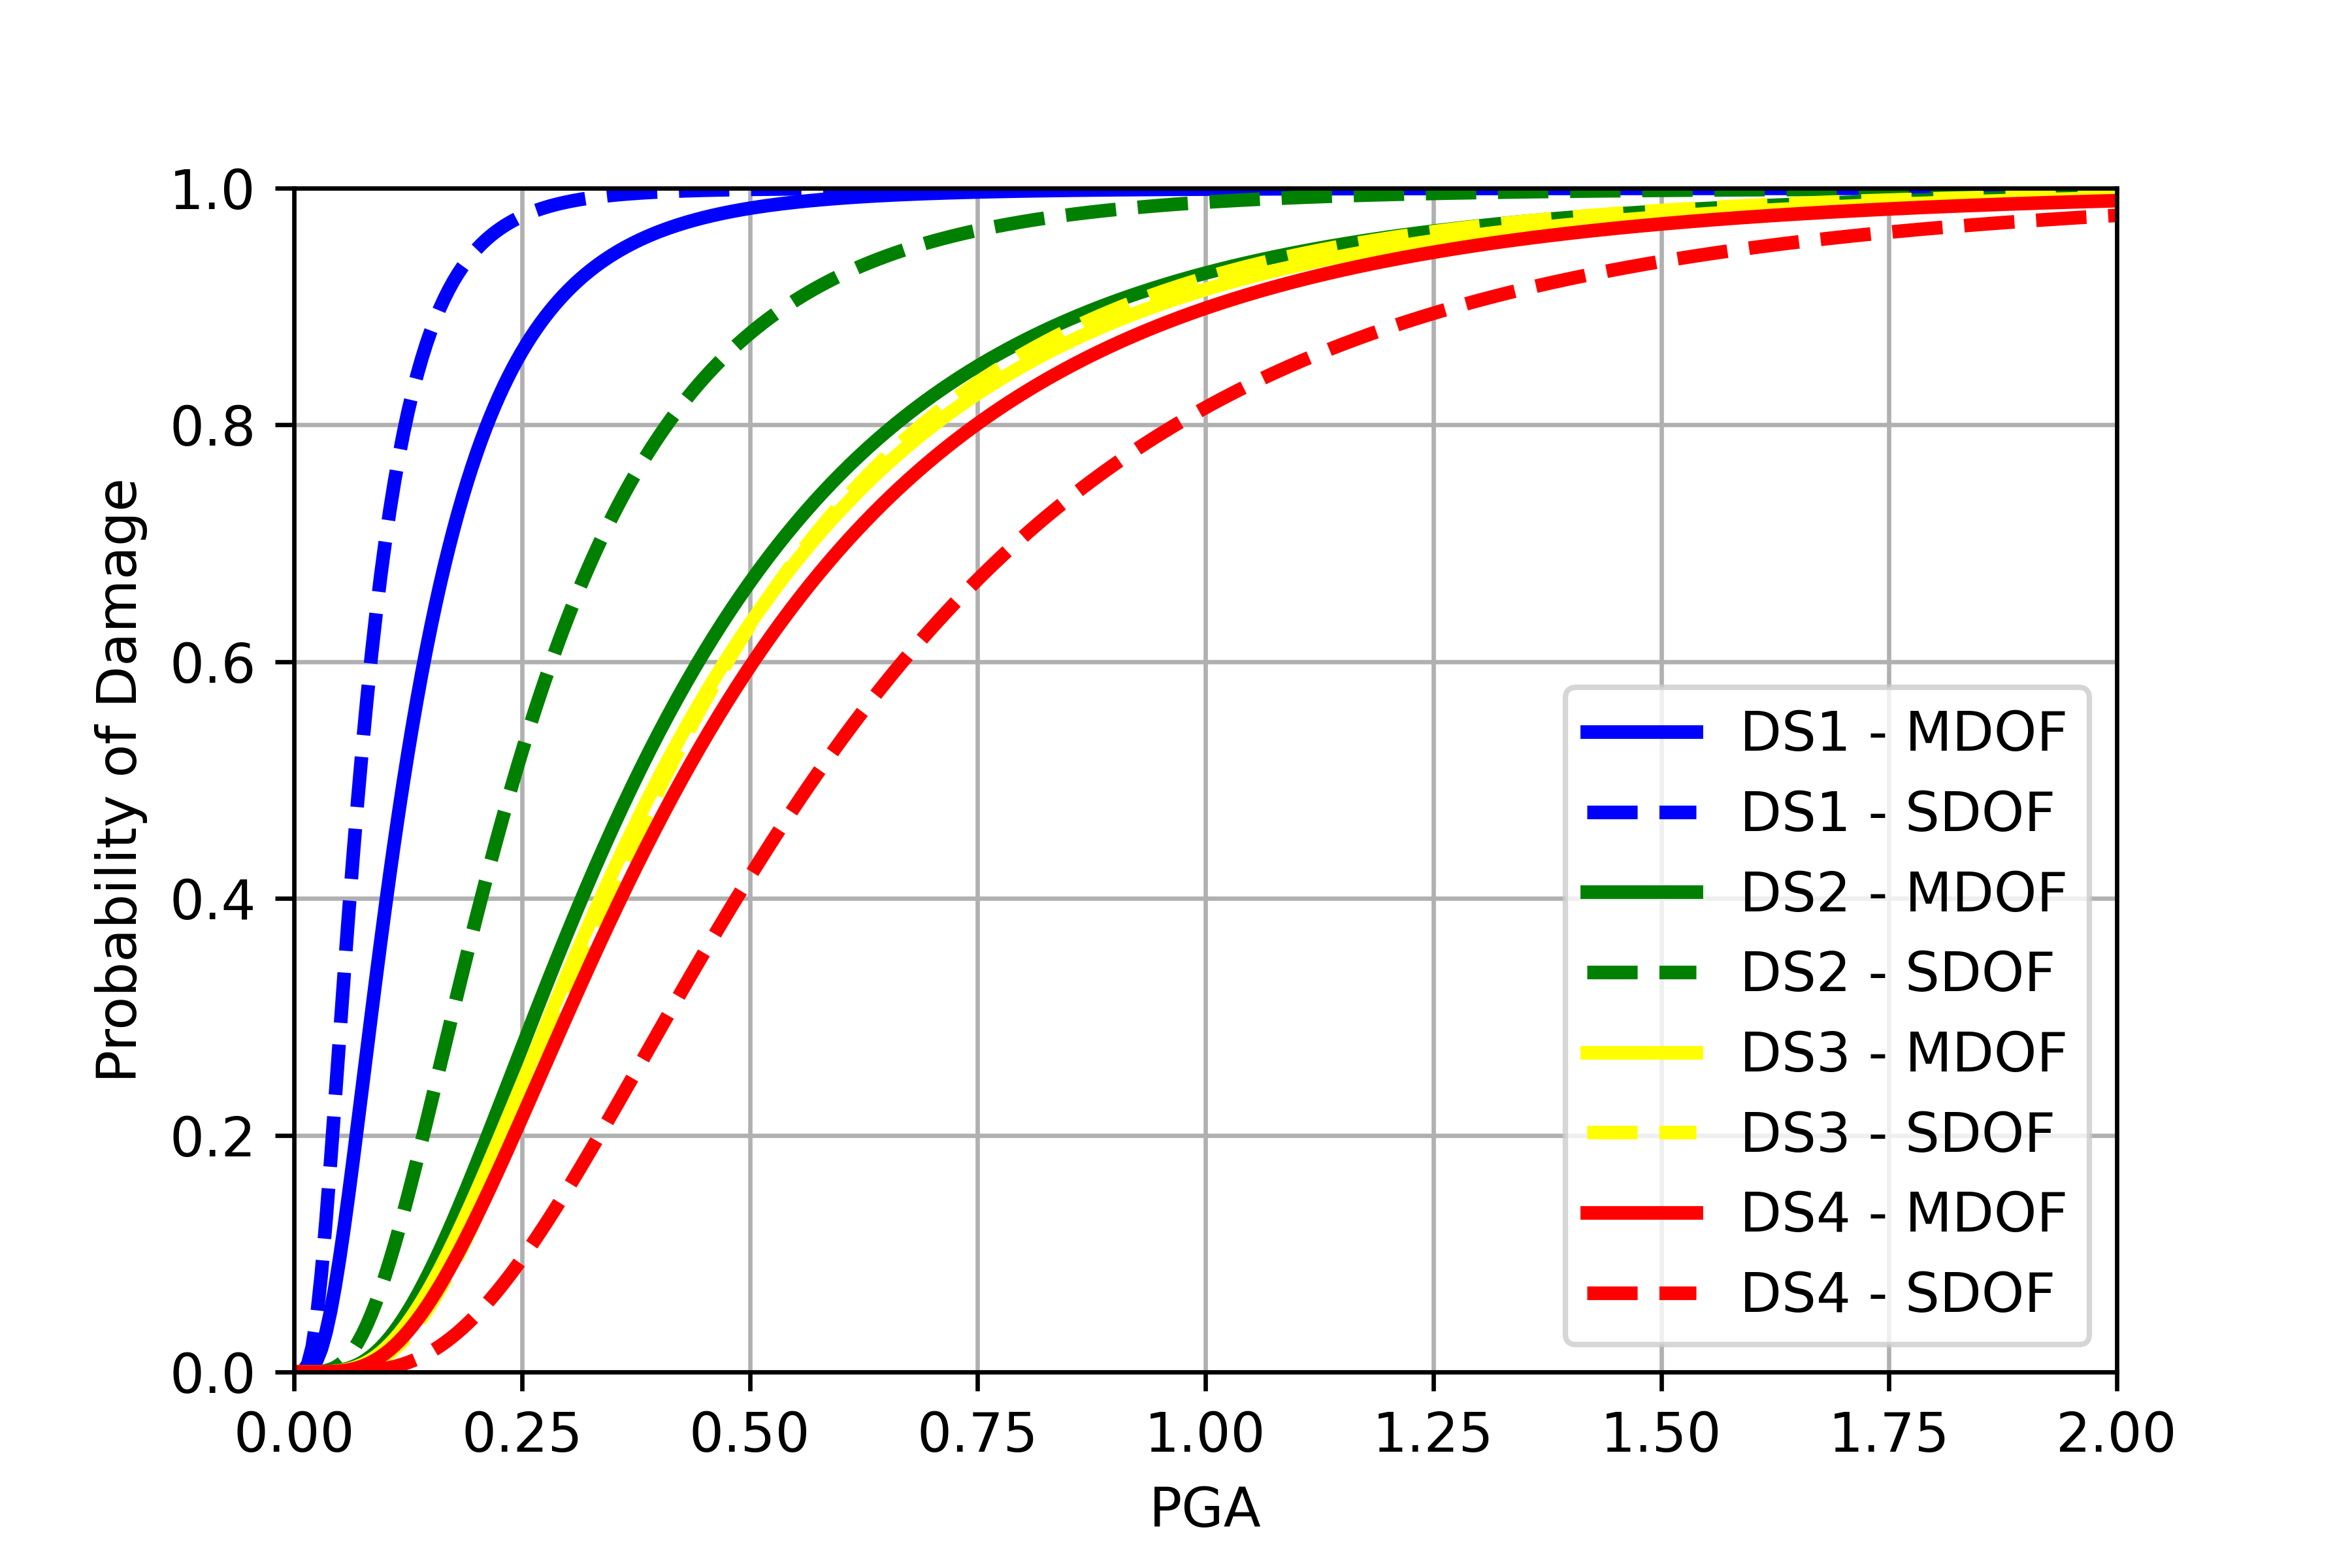 1.0
0.8
0.6
0.4
0.2
0.0
Probability of Damage
0.00 0.25 0.50 0.75 1.00 1.25 1.50 1.75 2.00
PGA
DS1 - MDOF
DS1 - SDOF
DS2 - MDOF
DS2 - SDOF
DS3 - MDOF
DS3 - SDOF
DS4 - MDOF
DS4 - SDOF